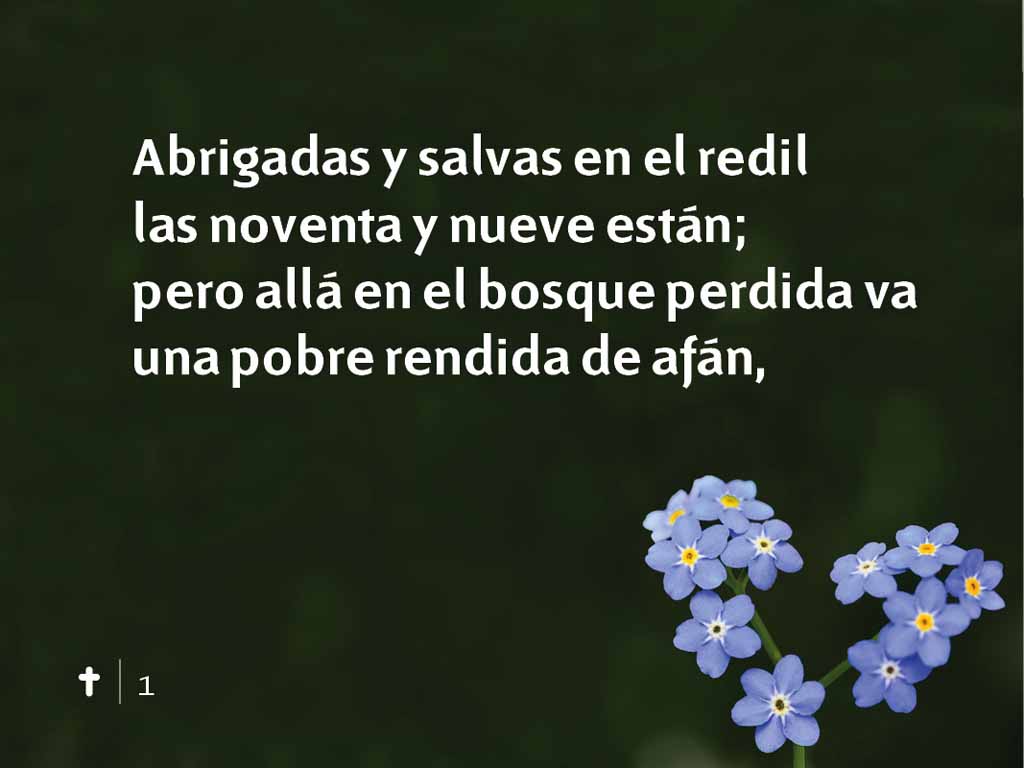 Abrigadas y salvas en el redil
las noventa y nueve están;
pero allá en el bosque perdida va
una pobre rendida de afán,
1